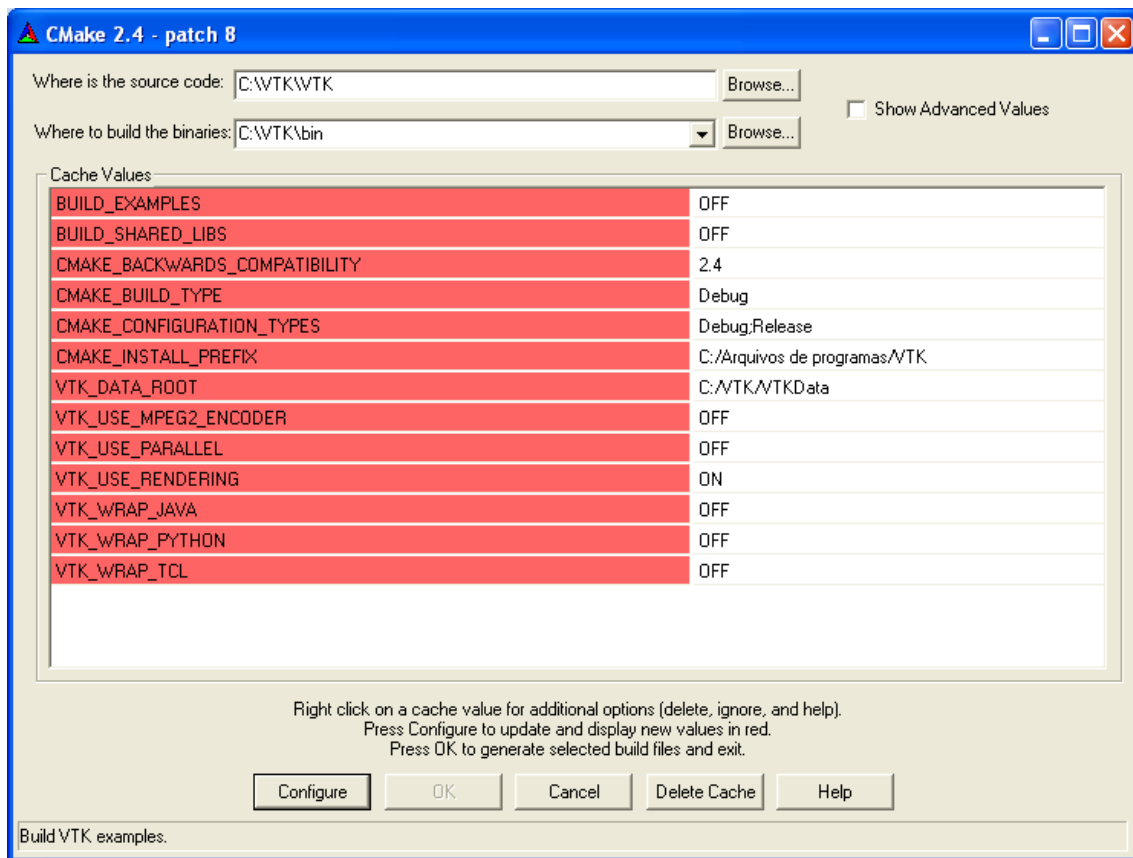 CMake 2.4 - patch 8
Where is the source code: C:\VTK\VTK Browse...
Show Advanced Values
Where to build the binaries: C:\VTK\bin Browse...
Cache Values
BUILD_EXAMPLES OFF
BUILD_SHARED_LIBS OFF
CMAKE_BACKWARDS_COMPATIBILITY 2.4
CMAKE_BUILD_TYPE Debug
CMAKE_CONFIGURATION_TYPES Debug;Release
CMAKE_INSTALL_PREFIX C:/Arquivos de programas/VTK
VTK_DATA_ROOT C:/VTK/VTKData
VTK_USE_MPEG2_ENCODER OFF
VTK_USE_PARALLEL OFF
VTK_USE_RENDERING ON
VTK_WRAP_JAVA OFF
VTK_WRAP_PYTHON OFF
VTK_WRAP_TCL OFF
Right click on a cache value for additional options (delete, ignore, and help).
Press Configure to update and display new values in red.
Press OK to generate selected build files and exit.
Configure OK Cancel Delete Cache Help
Build VTK examples.